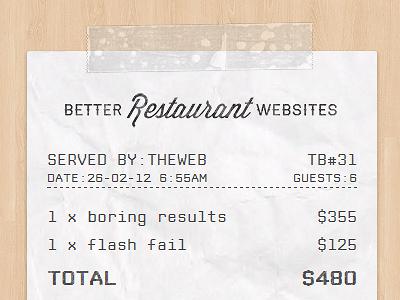 BETTER Restaurant WEBSITES
SERVED BY:THEWEB TB#31
DATE:26-02-12 6:55AM GUESTS:6
1 x boring results $355
1 x flash fail $125
TOTAL $480